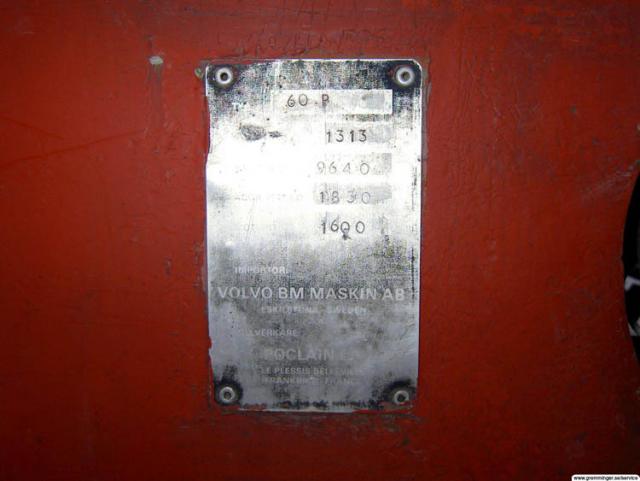 60 P
1313
9640
1830
1600
IMPORTÖR:
VOLVO BM MASKIN AB
ESKILSTUNA SWEDEN
TILLVERKARE
POCLAIN
LE PLESSIS BELLEVILLE
FRANKRIKE FRANCE
www.gremminger.se/service